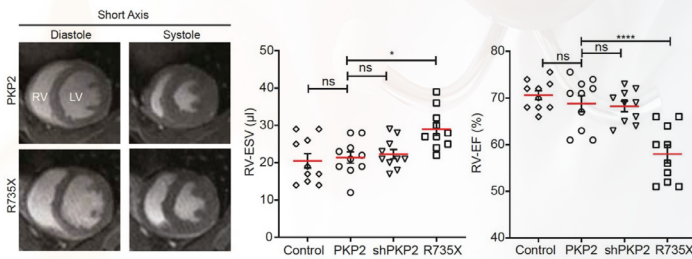 Short Axis
Diastole Systole
PKP2
RV LV
R735X
RV-ESV (µl)
50
40
30
20
10
0
ns
ns
*
Control PKP2 shPKP2 R735X
RV-EF (%)
80
70
60
50
40
ns
ns
****
Control PKP2 shPKP2 R735X